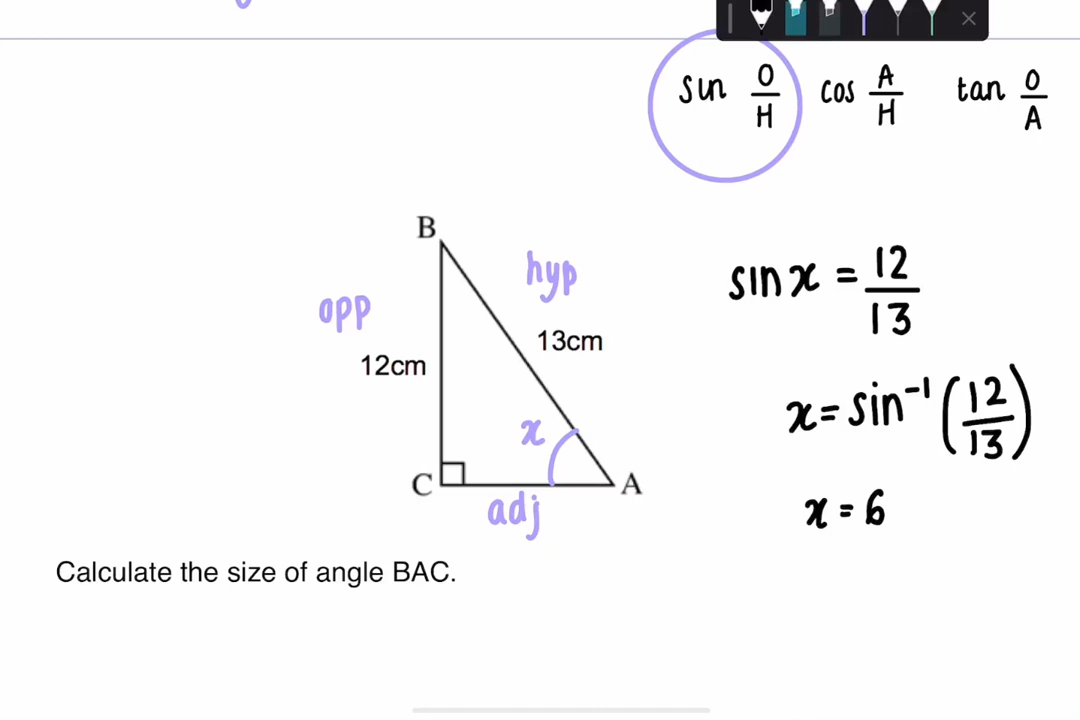 sin O/H cos A/H tan O/A
B
hyp
opp
13cm
12cm
x
C
A
adj
sin x = 12/13
x = sin⁻¹ (12/13)
x = 6
Calculate the size of angle BAC.